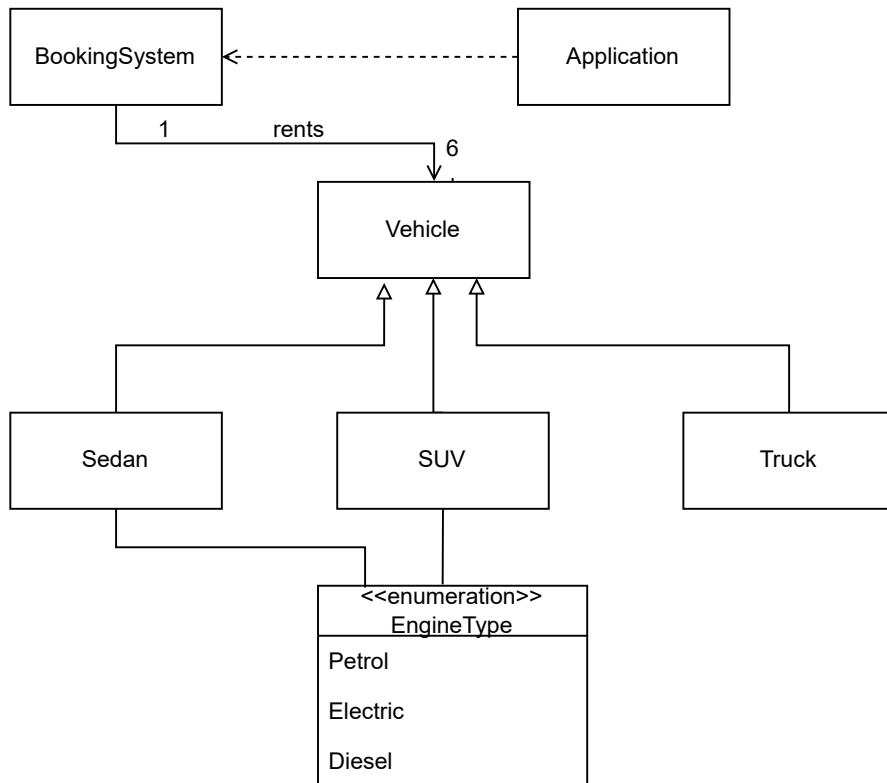 BookingSystem
Application
1
rents
6
Vehicle
Sedan
SUV
Truck
<<enumeration>>
EngineType
Petrol
Electric
Diesel